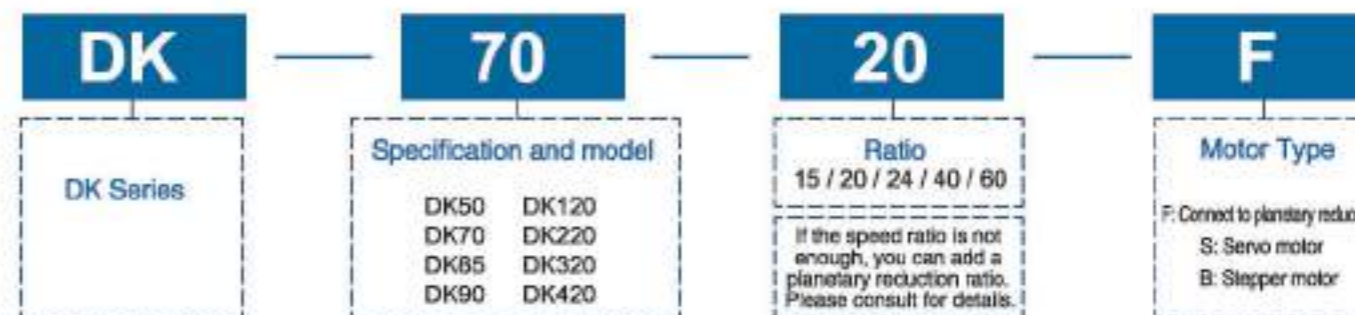 DK
70
20
F
DK Series
Specification and model
DK50 DK120
DK70 DK220
DK85 DK320
DK90 DK420
Ratio
15 / 20 / 24 / 40 / 60
If the speed ratio is not
enough, you can add a
planetary reduction ratio.
Please consult for details.
Motor Type
F: Connect to planetary
S: Servo motor
B: Stepper motor